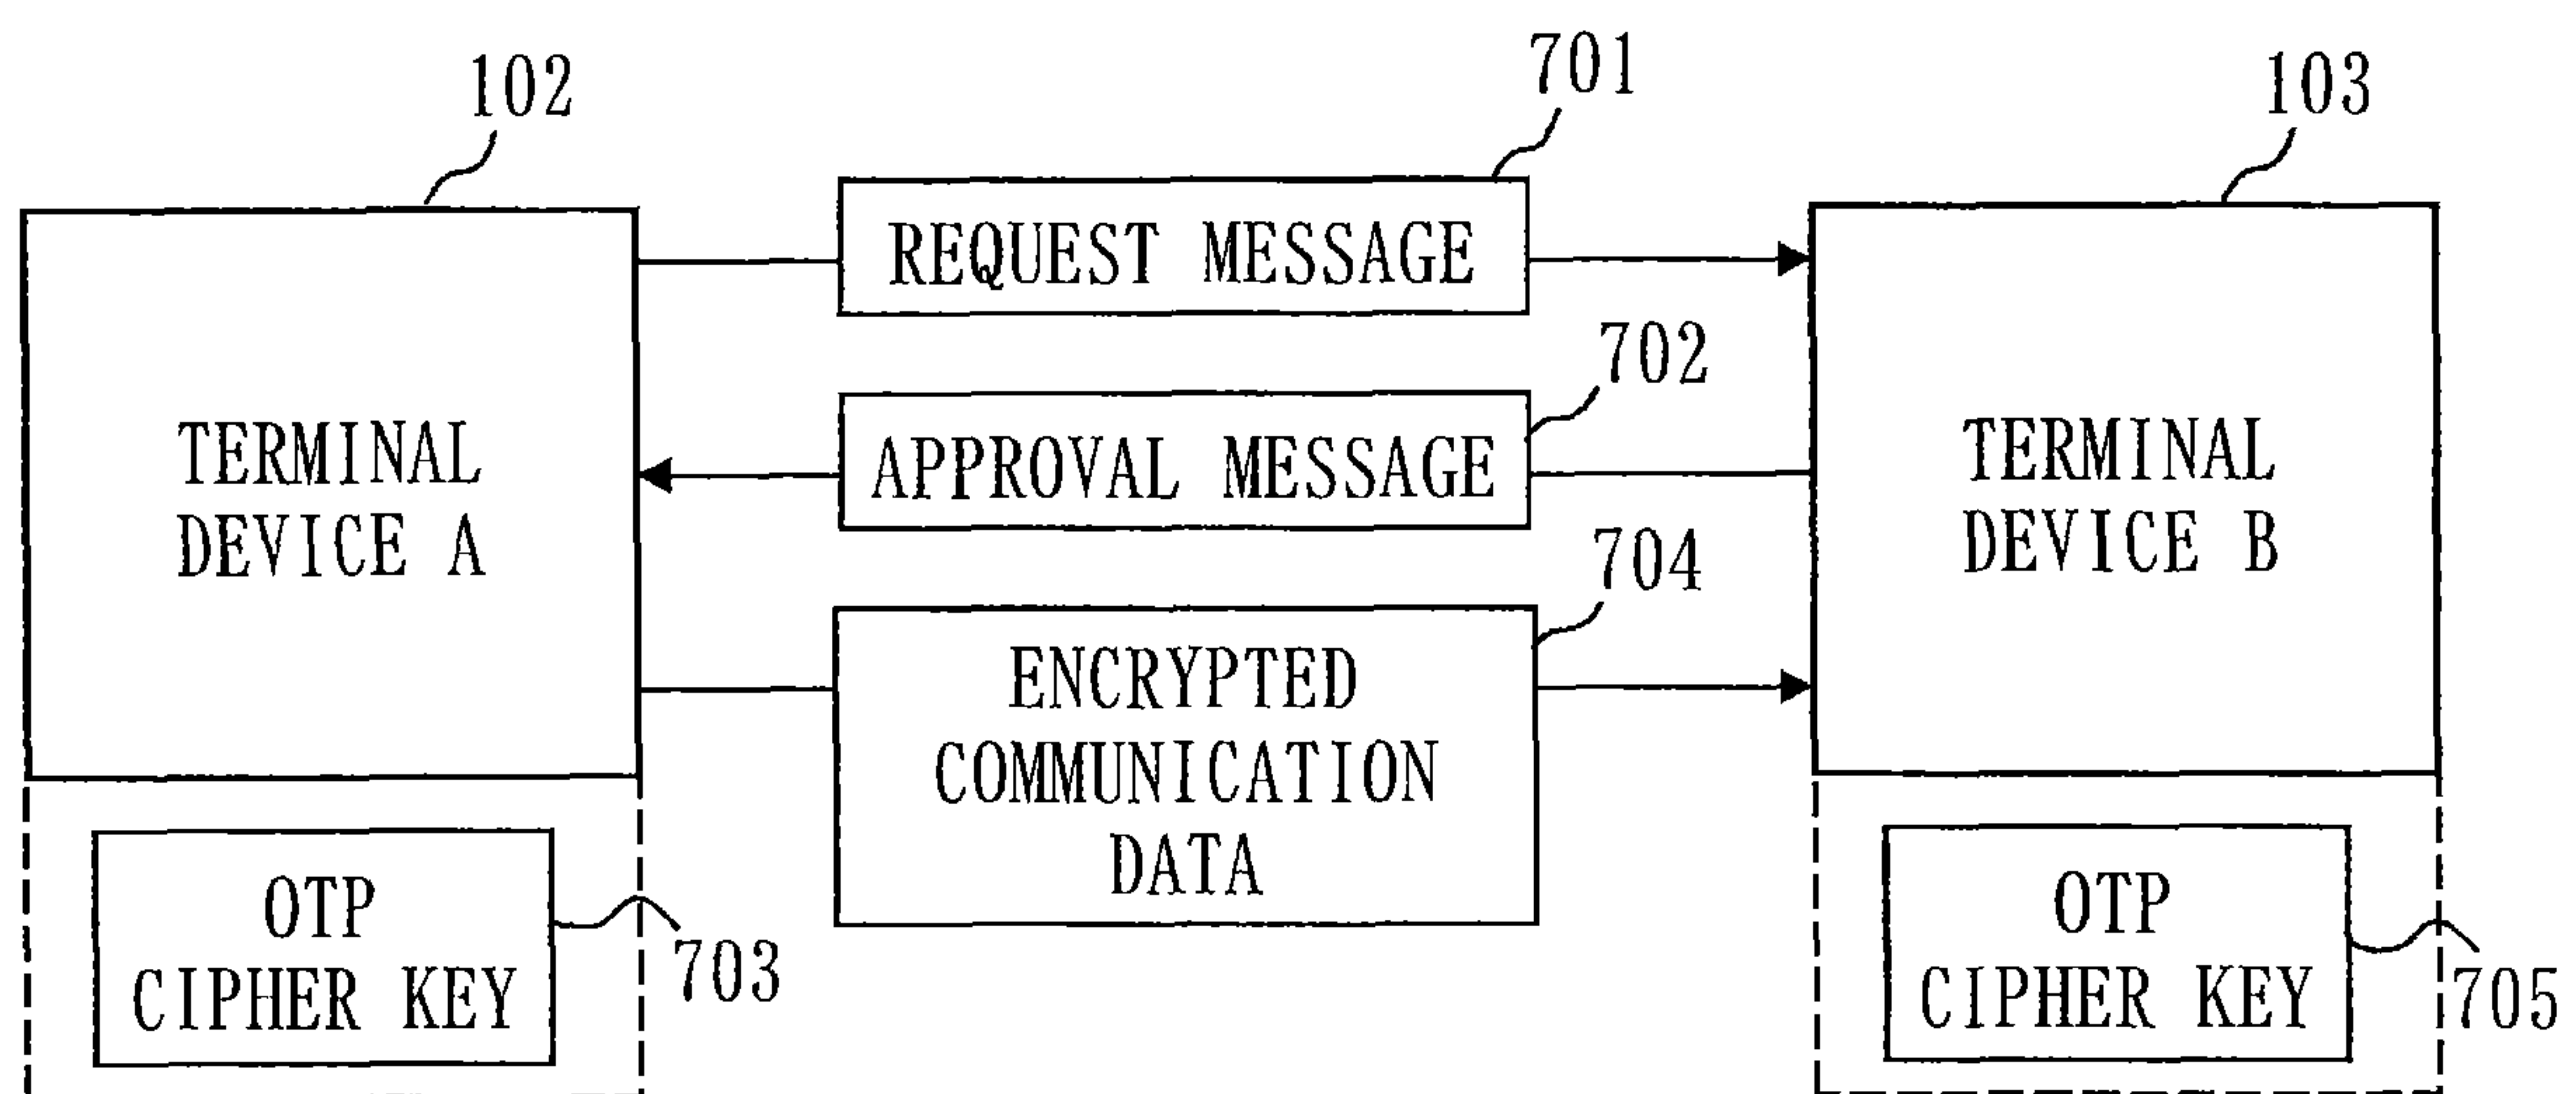 102
701
103
REQUEST MESSAGE
702
APPROVAL MESSAGE
TERMINAL
DEVICE A
TERMINAL
DEVICE B
704
ENCRYPTED
COMMUNICATION
DATA
OTP
CIPHER KEY
703
OTP
CIPHER KEY
705